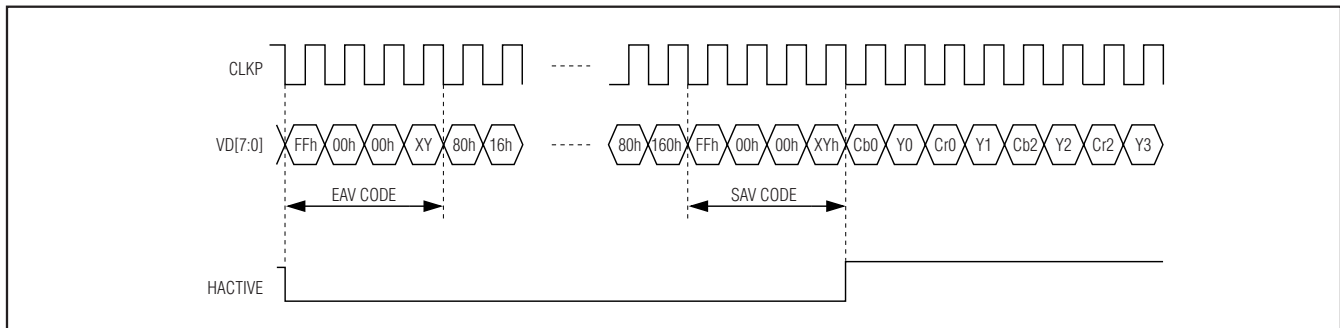 CLKP
VD[7:0] FFh 00h 00h XY 80h 16h 80h 160h FFh 00h 00h XYh Cb0 Y0 Cr0 Y1 Cb2 Y2 Cr2 Y3
EAV CODE SAV CODE
HACTIVE